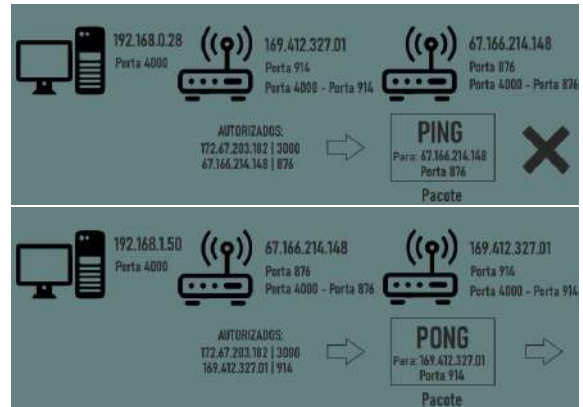 192.168.0.28
Porta 4000
169.412.327.01
Porta 914
Porta 4000 - Porta 914
67.166.214.148
Porta 876
Porta 4000 - Porta 876
AUTORIZADOS:
172.67.203.182 | 3000
67.166.214.148 | 876
PING
Para: 67.166.214.148
Porta 876
Pacote
192.168.1.50
Porta 4000
67.166.214.148
Porta 876
Porta 4000 - Porta 876
169.412.327.01
Porta 914
Porta 4000 - Porta 914
AUTORIZADOS:
172.67.203.182 | 3000
169.412.327.01 | 914
PONG
Para: 169.412.327.01
Porta 914
Pacote